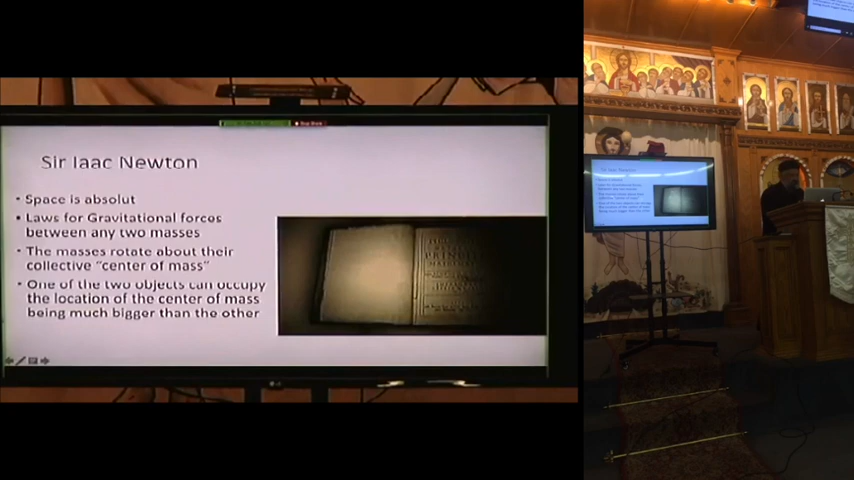 Sir Iaac Newton
• Space is absolut
• Laws for Gravitational forces
between any two masses
• The masses rotate about their
collective "center of mass"
• One of the two objects can occupy
the location of the center of mass
being much bigger than the other
PRINCIPIA
LG